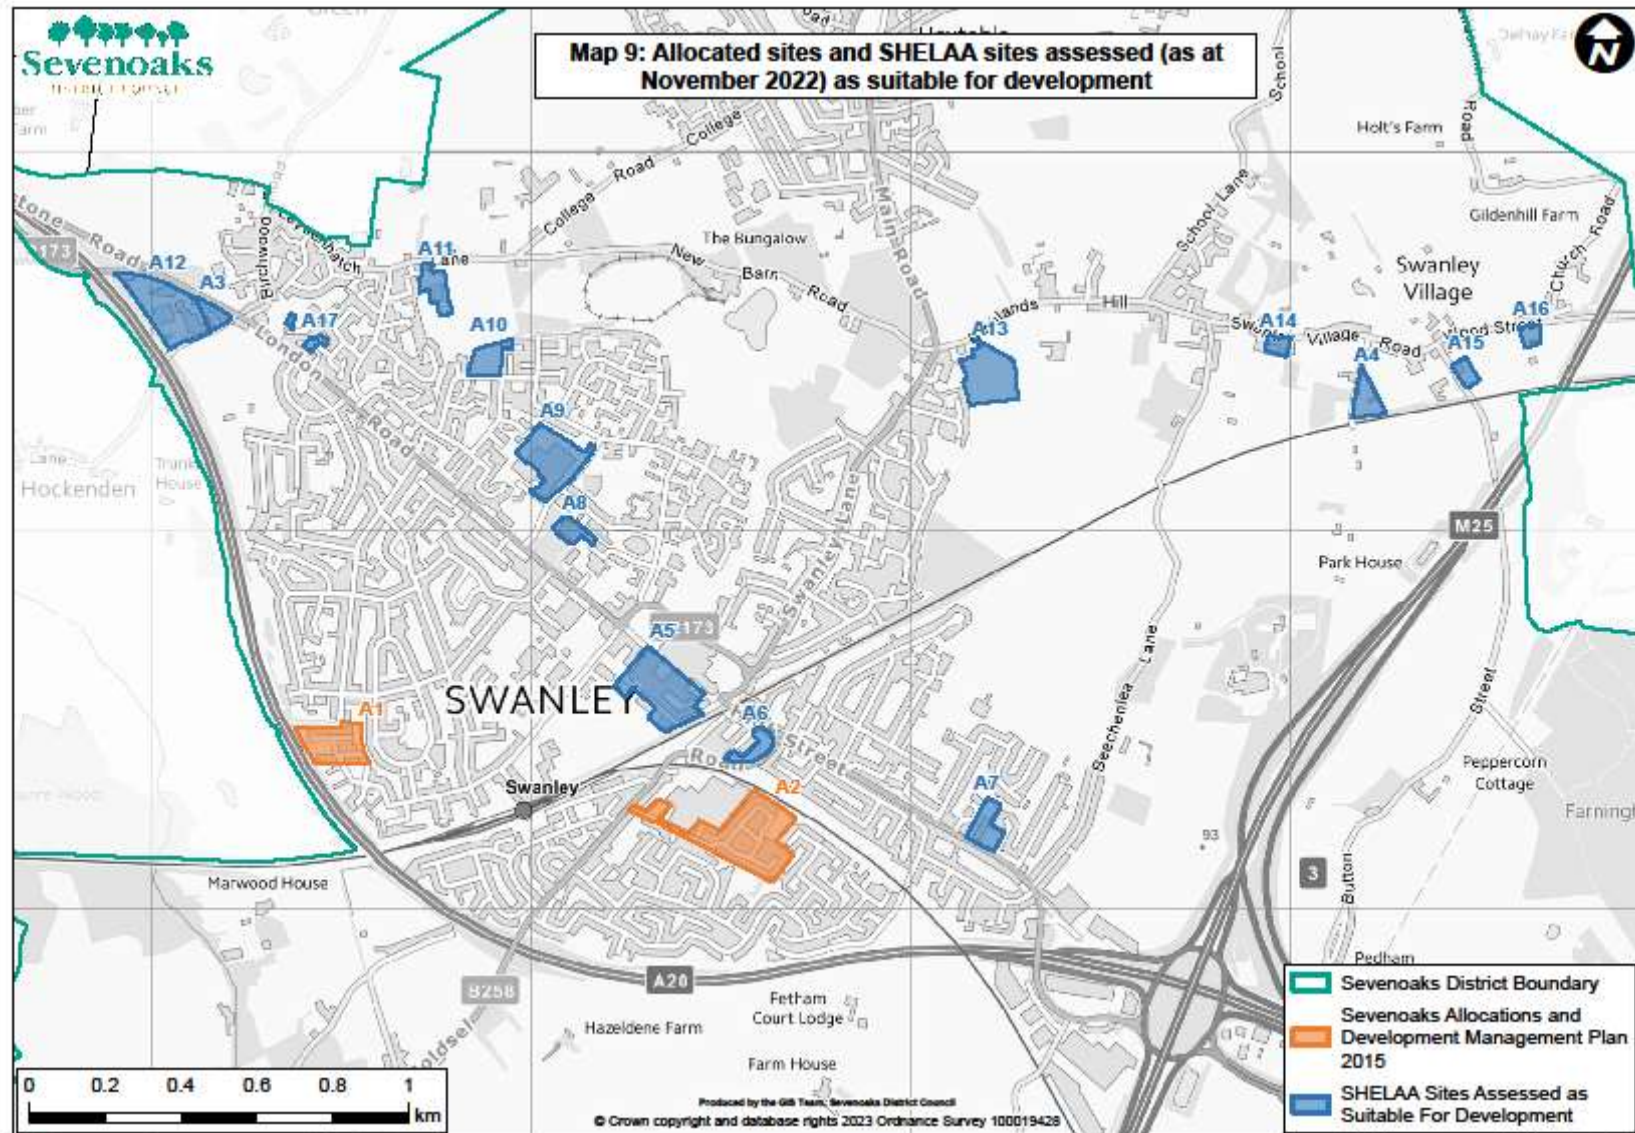 Sevenoaks
DISTRICT COUNCIL
Map 9: Allocated sites and SHELAA sites assessed (as at
November 2022) as suitable for development
N
School
Road
Holt's Farm
College
Road
College
Main Road
School Lane
Gildenhill Farm
Church Road
Birchwood
The Bungalow
New
Barn
Road
A11
Lane
A12
A3
Road
Hill
Swanley
Village
A17
A10
A13
A14
Village
Road
A16
A15
A4
London
Road
A9
Hockenden
House
A8
M25
Park House
Swanley Lane
A5
SWANLEY
A1
A6
Street
Road
Beechenlea
Lane
Street
Swanley
A2
A7
Peppercorn
Cottage
93
3
Button
Marwood House
Pedham
A20
B258
Fetham
Court Lodge
Hazeldene Farm
Farm House
Sevenoaks District Boundary
Sevenoaks Allocations and
Development Management Plan
2015
SHELAA Sites Assessed as
Suitable For Development
0 0.2 0.4 0.6 0.8 1
km
Produced by the GIS Team, Sevenoaks District Council
© Crown copyright and database rights 2023 Ordnance Survey 100019428